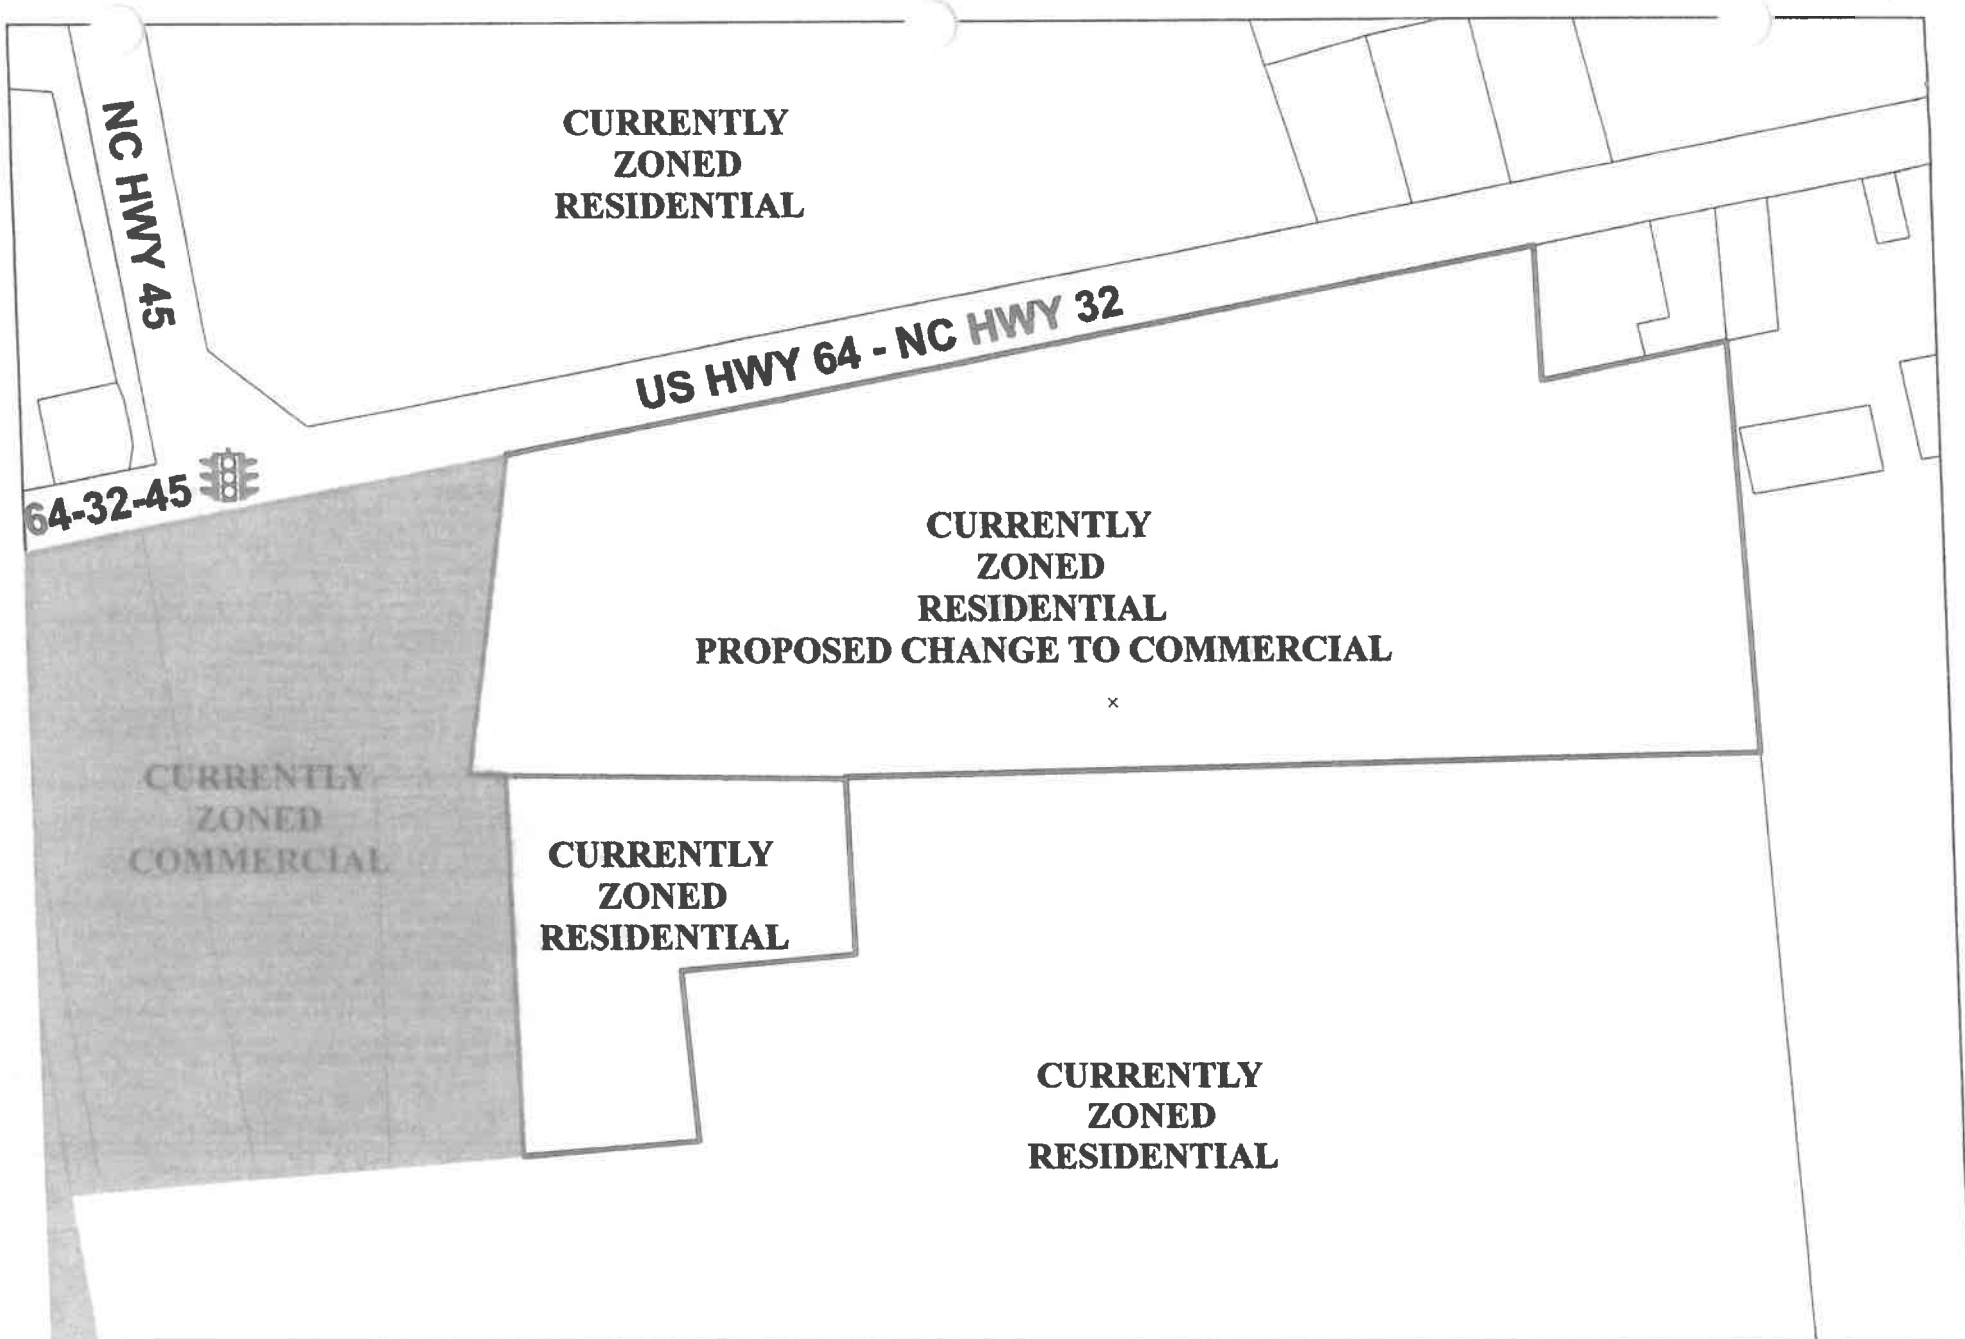 NC HWY 45
CURRENTLY
ZONED
RESIDENTIAL
US HWY 64 - NC HWY 32
64-32-45
CURRENTLY
ZONED
RESIDENTIAL
PROPOSED CHANGE TO COMMERCIAL
×
CURRENTLY
ZONED
COMMERCIAL
CURRENTLY
ZONED
RESIDENTIAL
CURRENTLY
ZONED
RESIDENTIAL